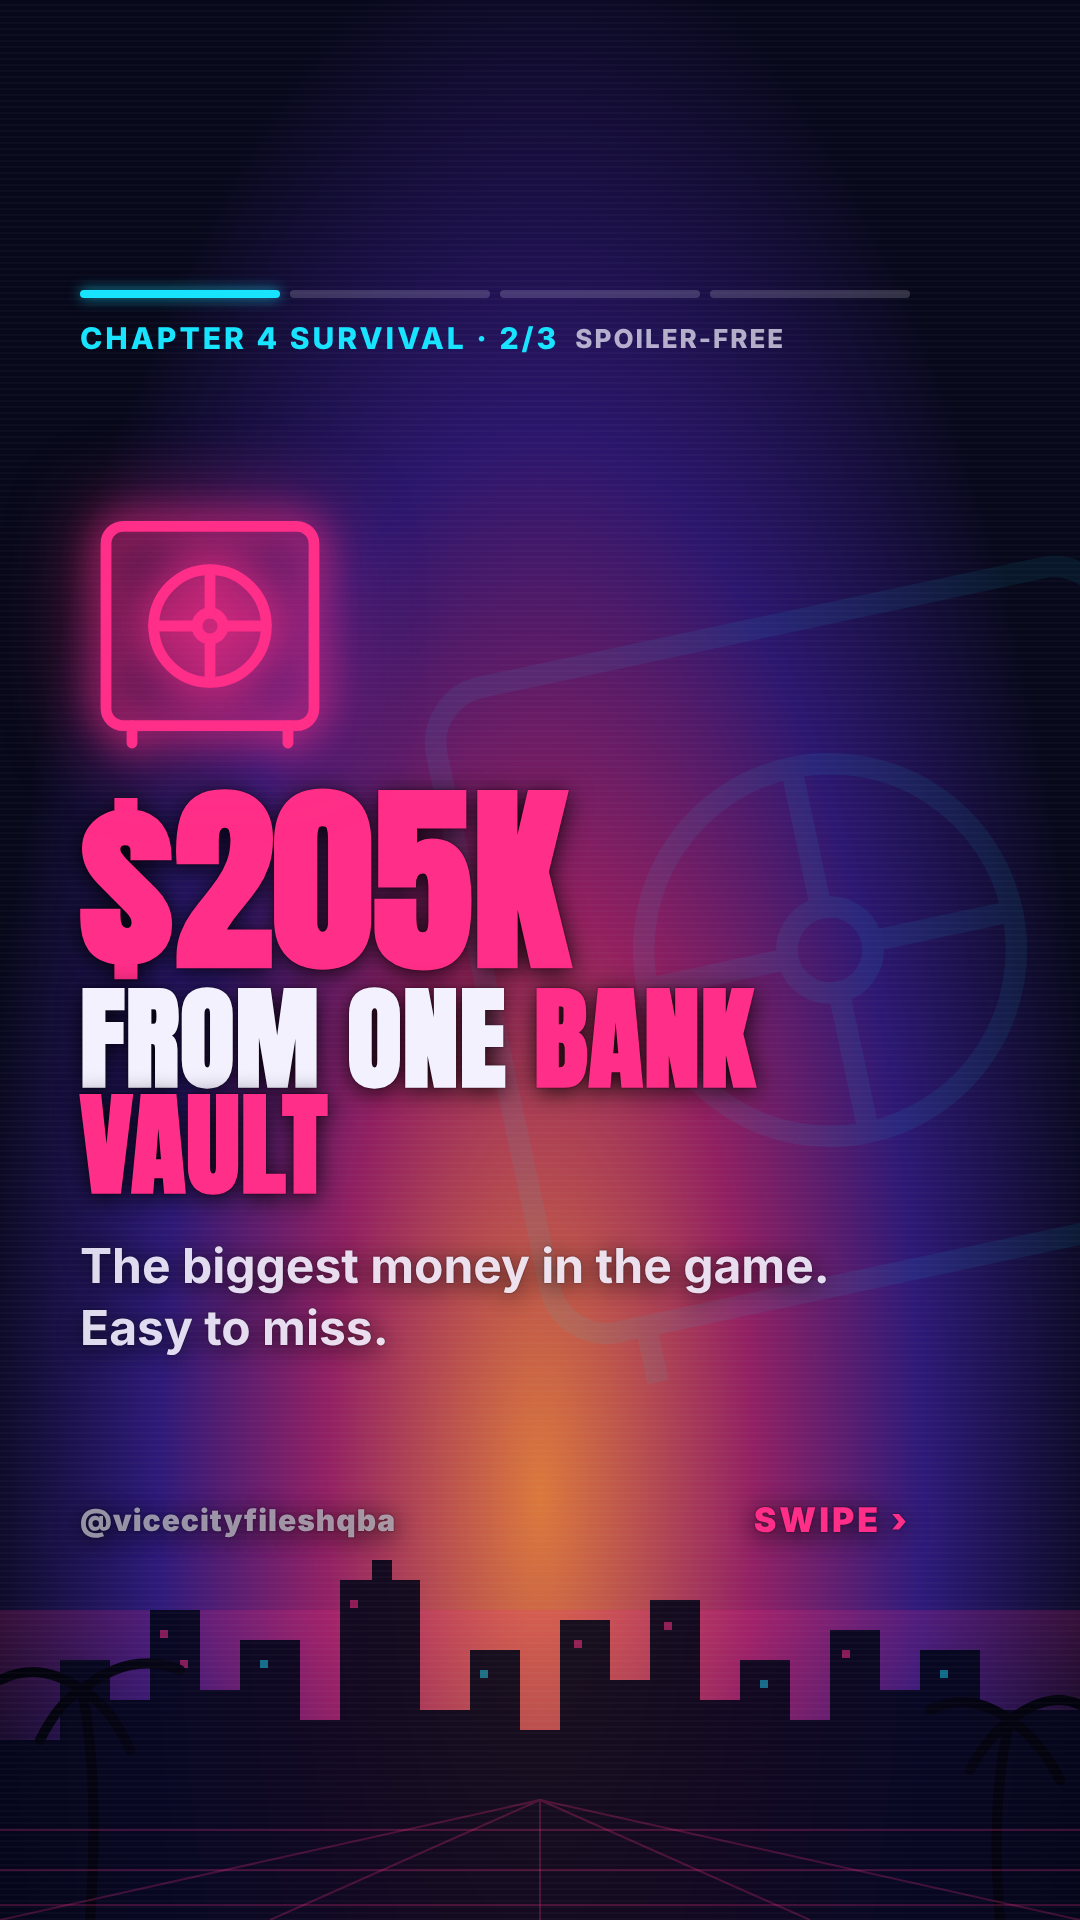 CHAPTER 4 SURVIVAL · 2/3 SPOILER-FREE
$205K
FROM ONE BANK
VAULT
The biggest money in the game.
Easy to miss.
@vicecityfileshqba
SWIPE ›